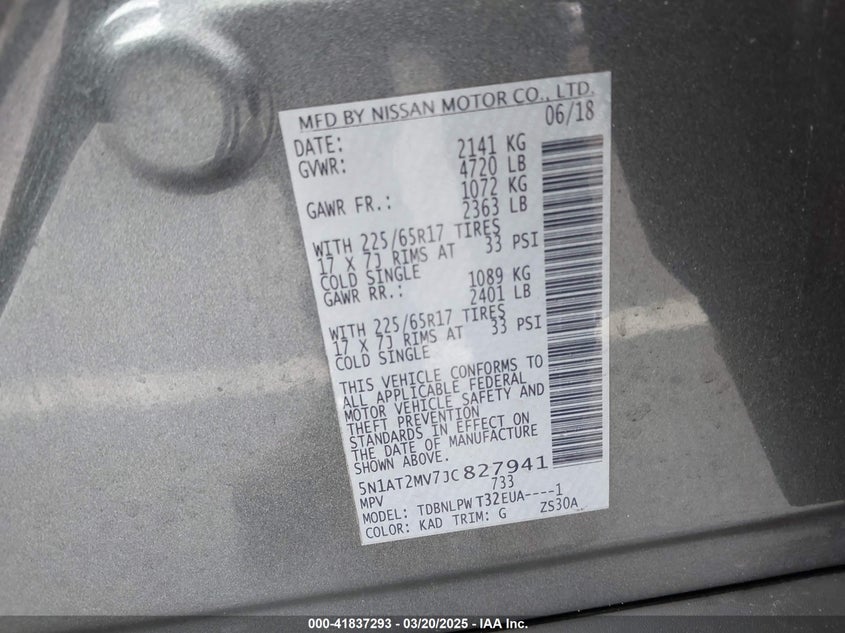 MFD BY NISSAN MOTOR CO., LTD.
DATE: 06/18
GVWR: 2141 KG
4720 LB
GAWR FR.: 1072 KG
2363 LB
WITH 225/65R17 TIRES
17 X 7J RIMS AT 33 PSI
COLD SINGLE
GAWR RR.: 1089 KG
2401 LB
WITH 225/65R17 TIRES
17 X 7J RIMS AT 33 PSI
COLD SINGLE
THIS VEHICLE CONFORMS TO
ALL APPLICABLE FEDERAL
MOTOR VEHICLE SAFETY AND
THEFT PREVENTION
STANDARDS IN EFFECT ON
THE DATE OF MANUFACTURE
SHOWN ABOVE.
5N1AT2MV7JC827941
MPV 733
MODEL: TDBNLPW T32EUA----1
COLOR: KAD TRIM: G ZS30A
000-41837293 - 03/20/2025 - IAA Inc.